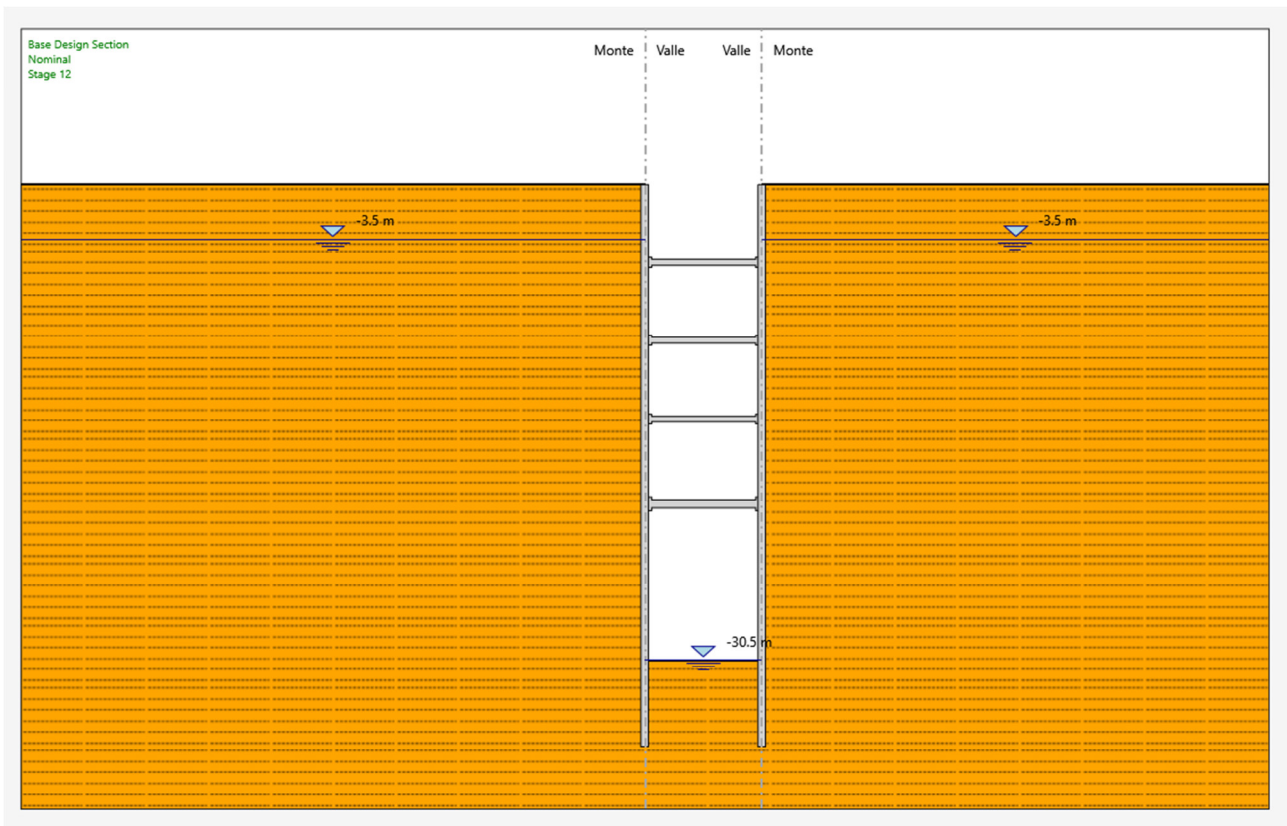 Base Design Section
Nominal
Stage 12
Monte Valle Valle Monte
-3.5 m -3.5 m
-30.5 m